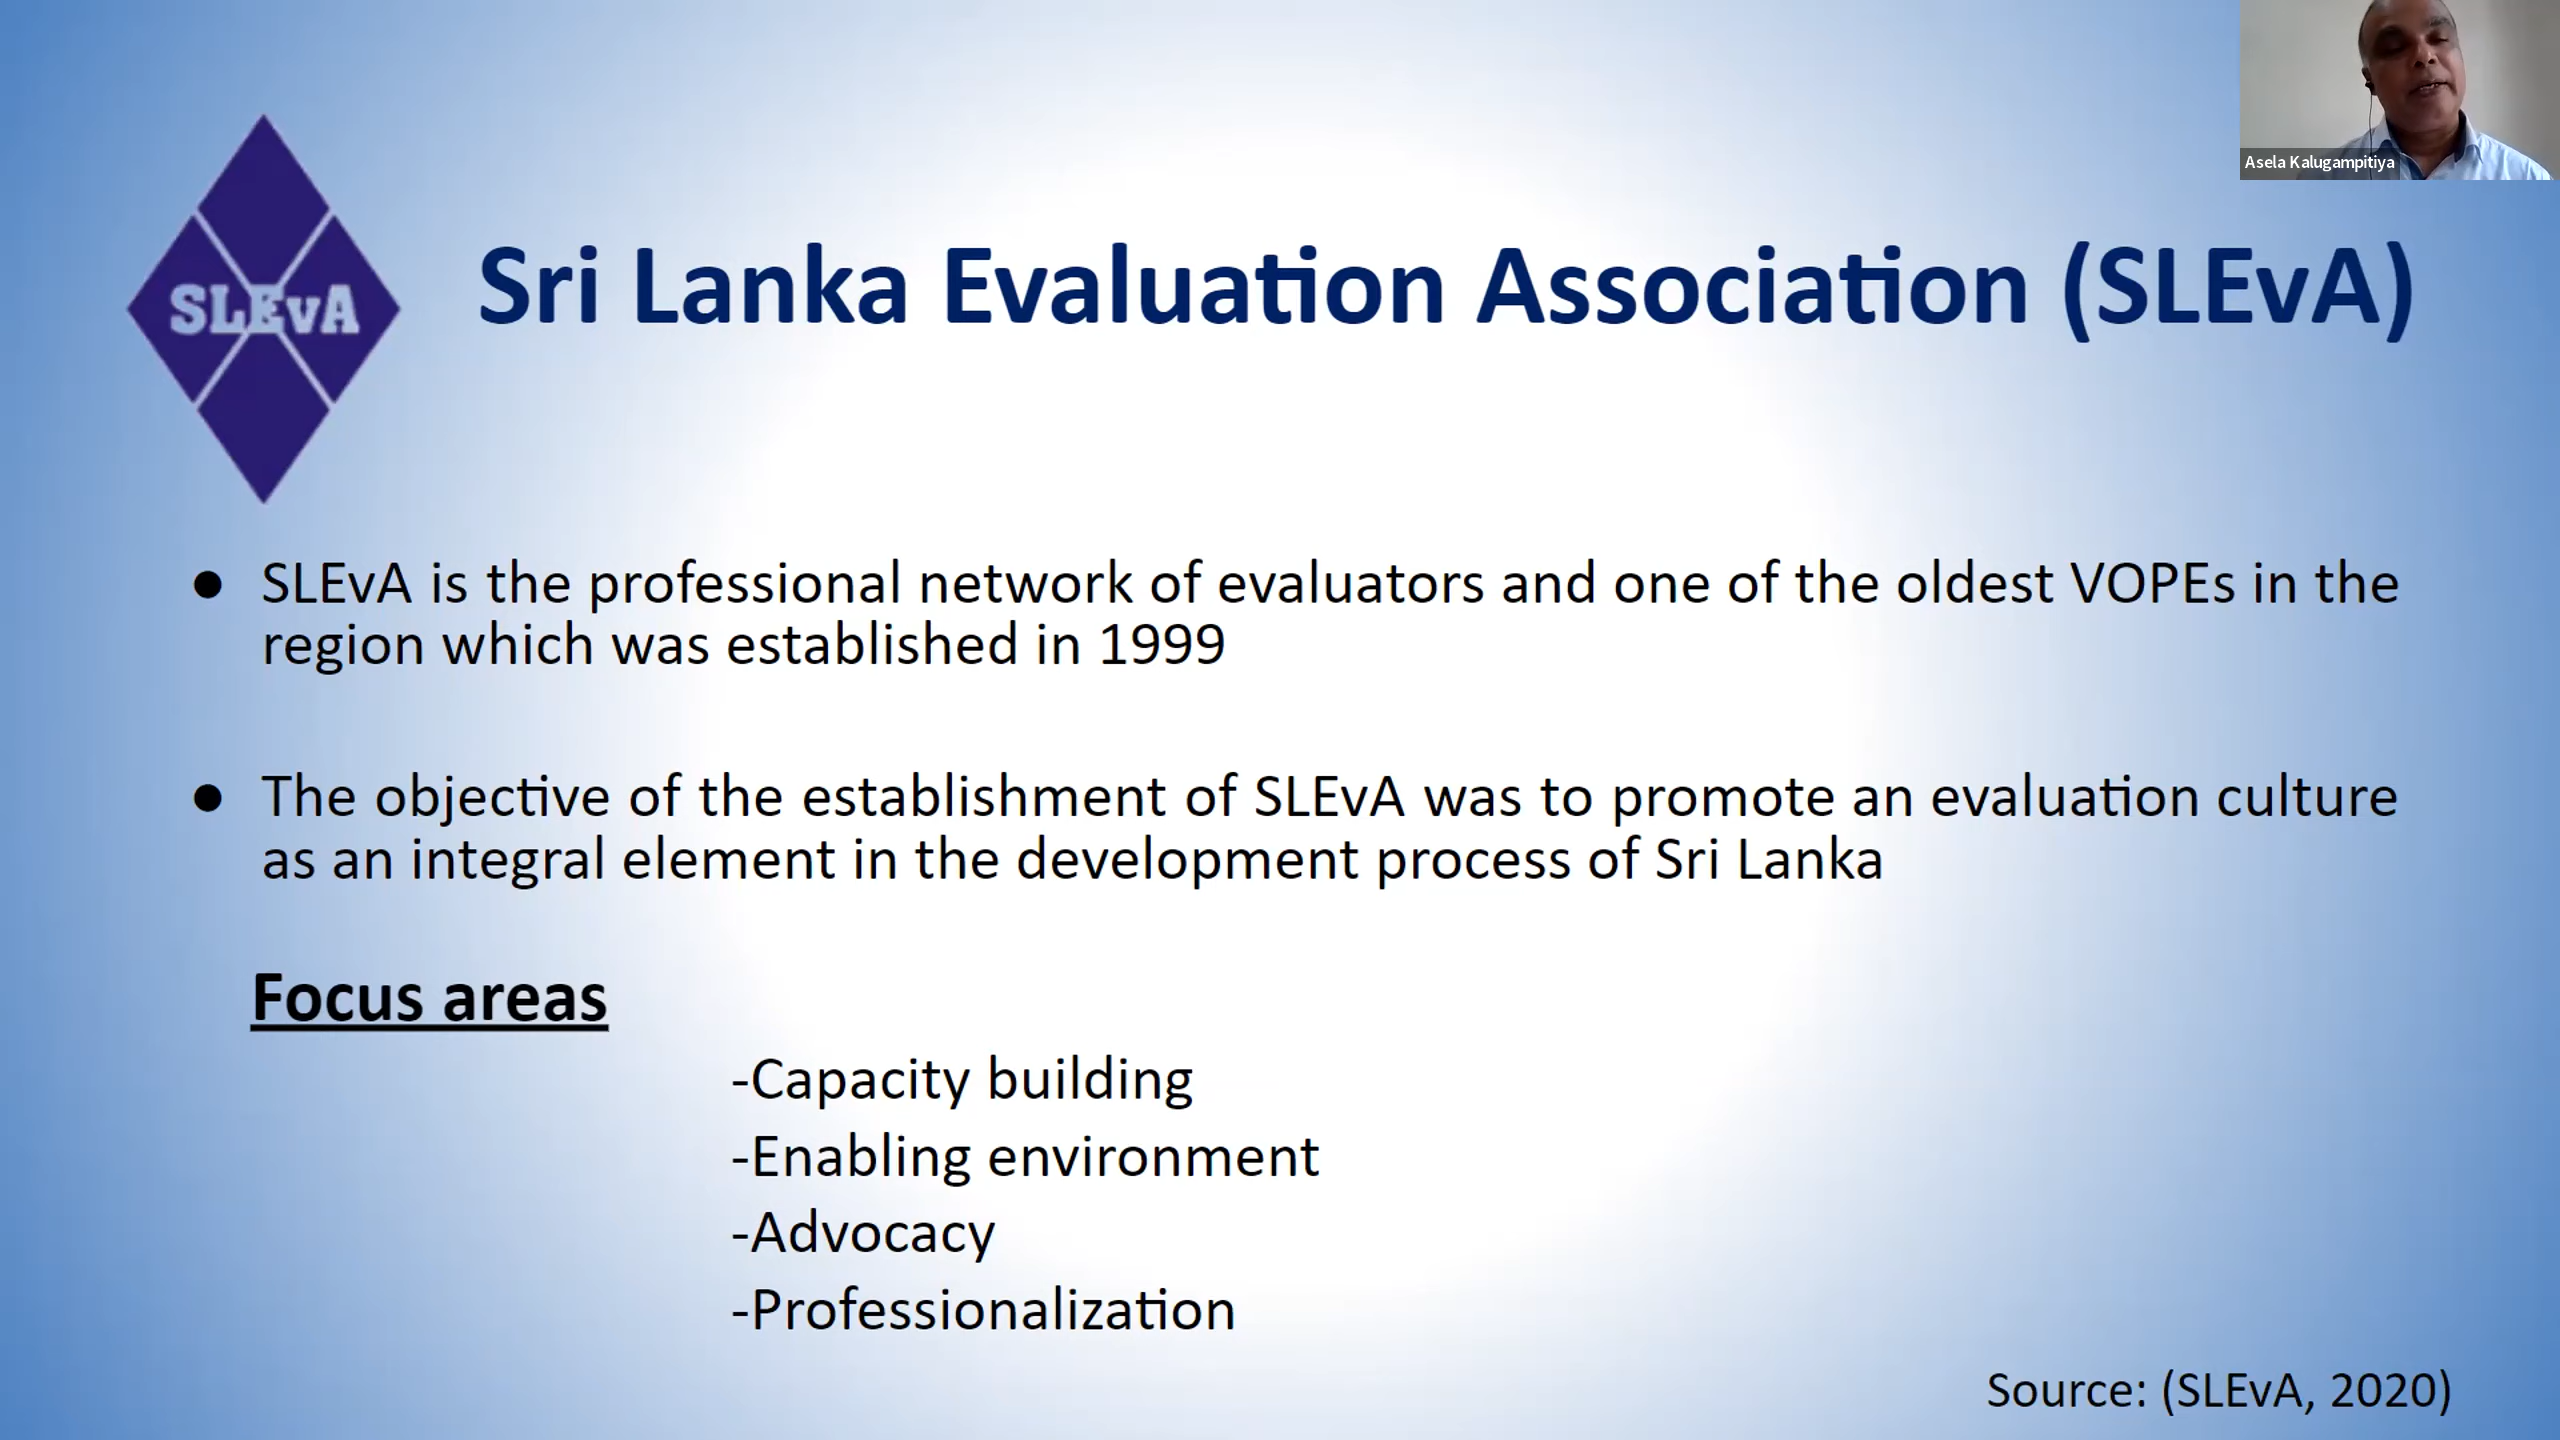 Asela Kalugampitiya
SLEvA
Sri Lanka Evaluation Association (SLEvA)
● SLEvA is the professional network of evaluators and one of the oldest VOPEs in the
region which was established in 1999
● The objective of the establishment of SLEvA was to promote an evaluation culture
as an integral element in the development process of Sri Lanka
Focus areas
-Capacity building
-Enabling environment
-Advocacy
-Professionalization
Source: (SLEvA, 2020)